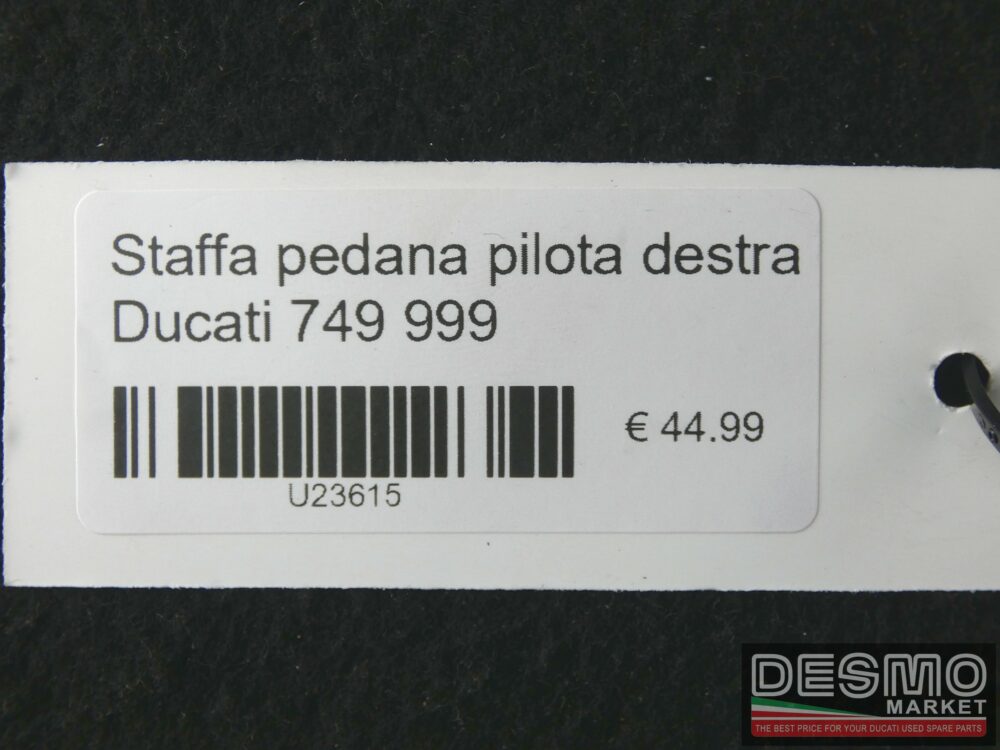 Staffa pedana pilota destra
Ducati 749 999
€ 44.99
U23615
DESMO
MARKET
THE BEST PRICE FOR YOUR DUCATI USED SPARE PARTS